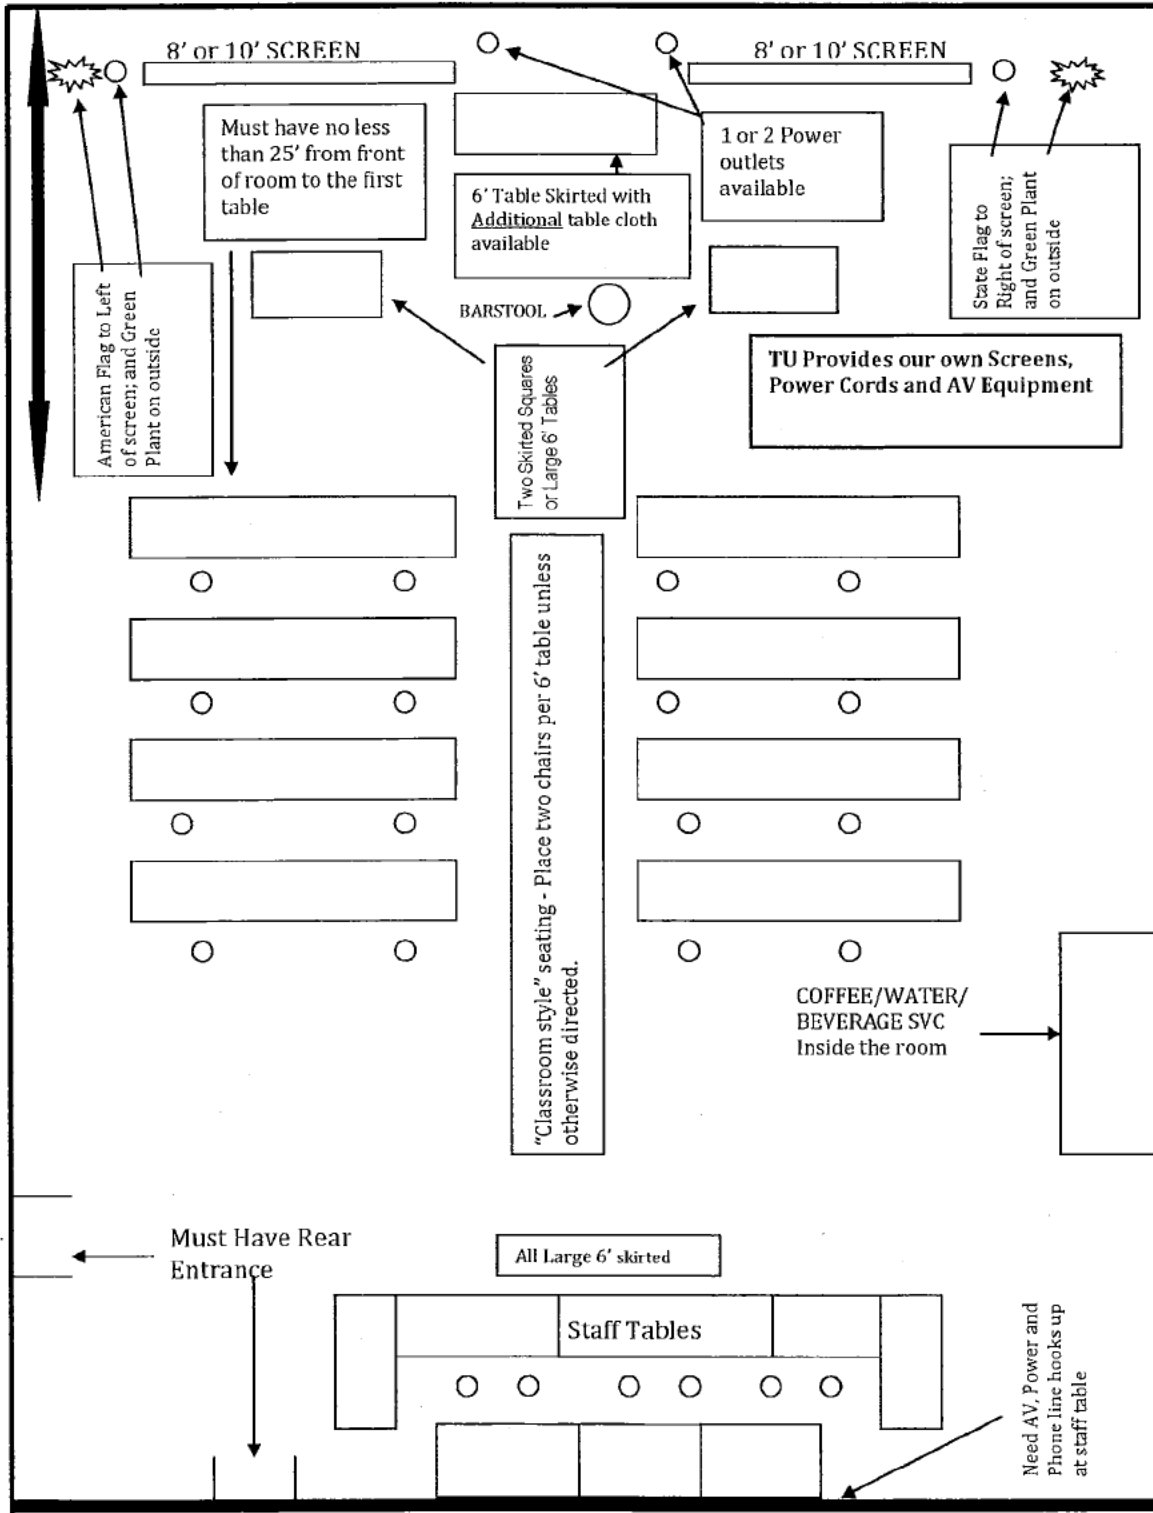 8' or 10' SCREEN
8' or 10' SCREEN
Must have no less
than 25' from front
of room to the first
table
6' Table Skirted with
Additional table cloth
available
1 or 2 Power
outlets
available
State Flag to
Right of screen;
and Green Plant
on outside
American Flag to Left
of screen; and Green
Plant on outside
BARSTOOL
Two Skirted Squares
or Large 6' Tables
TU Provides our own Screens,
Power Cords and AV Equipment
"Classroom style" seating - Place two chairs per 6' table unless
otherwise directed.
COFFEE/WATER/
BEVERAGE SVC
Inside the room
Must Have Rear
Entrance
All Large 6' skirted
Staff Tables
Need AV, Power and
Phone line hooks up
at staff table